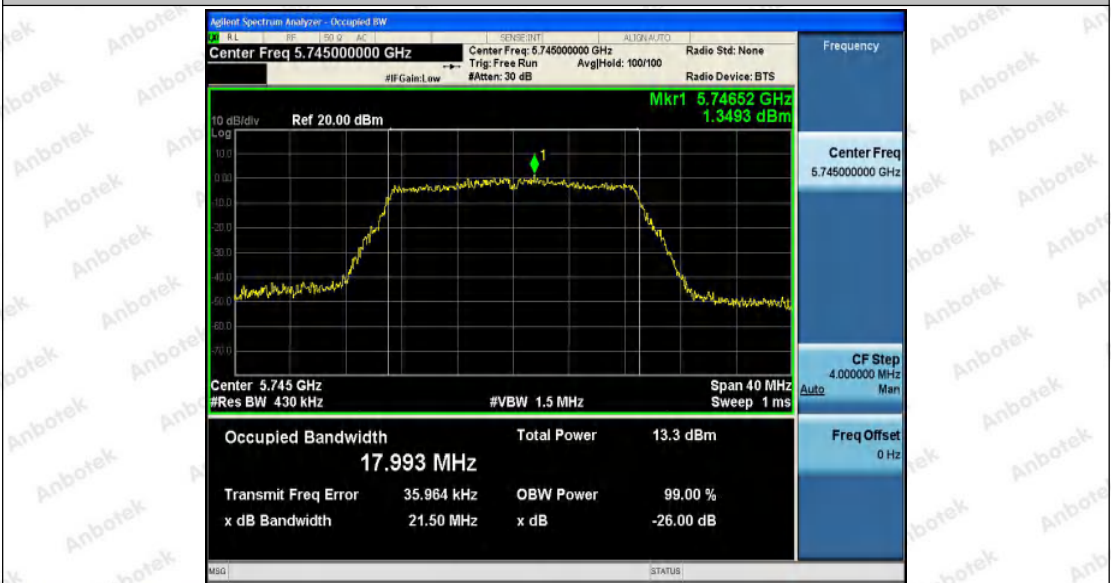 Agilent Spectrum Analyzer - Occupied BW
RL RF 50 Ω AC SENSE:INT ALIGN AUTO
Center Freq 5.745000000 GHz
Center Freq: 5.745000000 GHz
Radio Std: None
Trig: Free Run Avg|Hold: 100/100
#IFGain:Low #Atten: 30 dB Radio Device: BTS
Mkr1 5.74652 GHz
1.3493 dBm
10 dB/div Ref 20.00 dBm
Log
10.0
0.00
-10.0
-20.0
-30.0
-40.0
-50.0
-60.0
-70.0
1
Center 5.745 GHz Span 40 MHz
#Res BW 430 kHz #VBW 1.5 MHz Sweep 1 ms
Occupied Bandwidth Total Power 13.3 dBm
17.993 MHz
Transmit Freq Error 35.964 kHz OBW Power 99.00 %
x dB Bandwidth 21.50 MHz x dB -26.00 dB
MSG STATUS
Frequency
Center Freq
5.745000000 GHz
CF Step
4.000000 MHz
Auto Man
Freq Offset
0 Hz
Anbotek